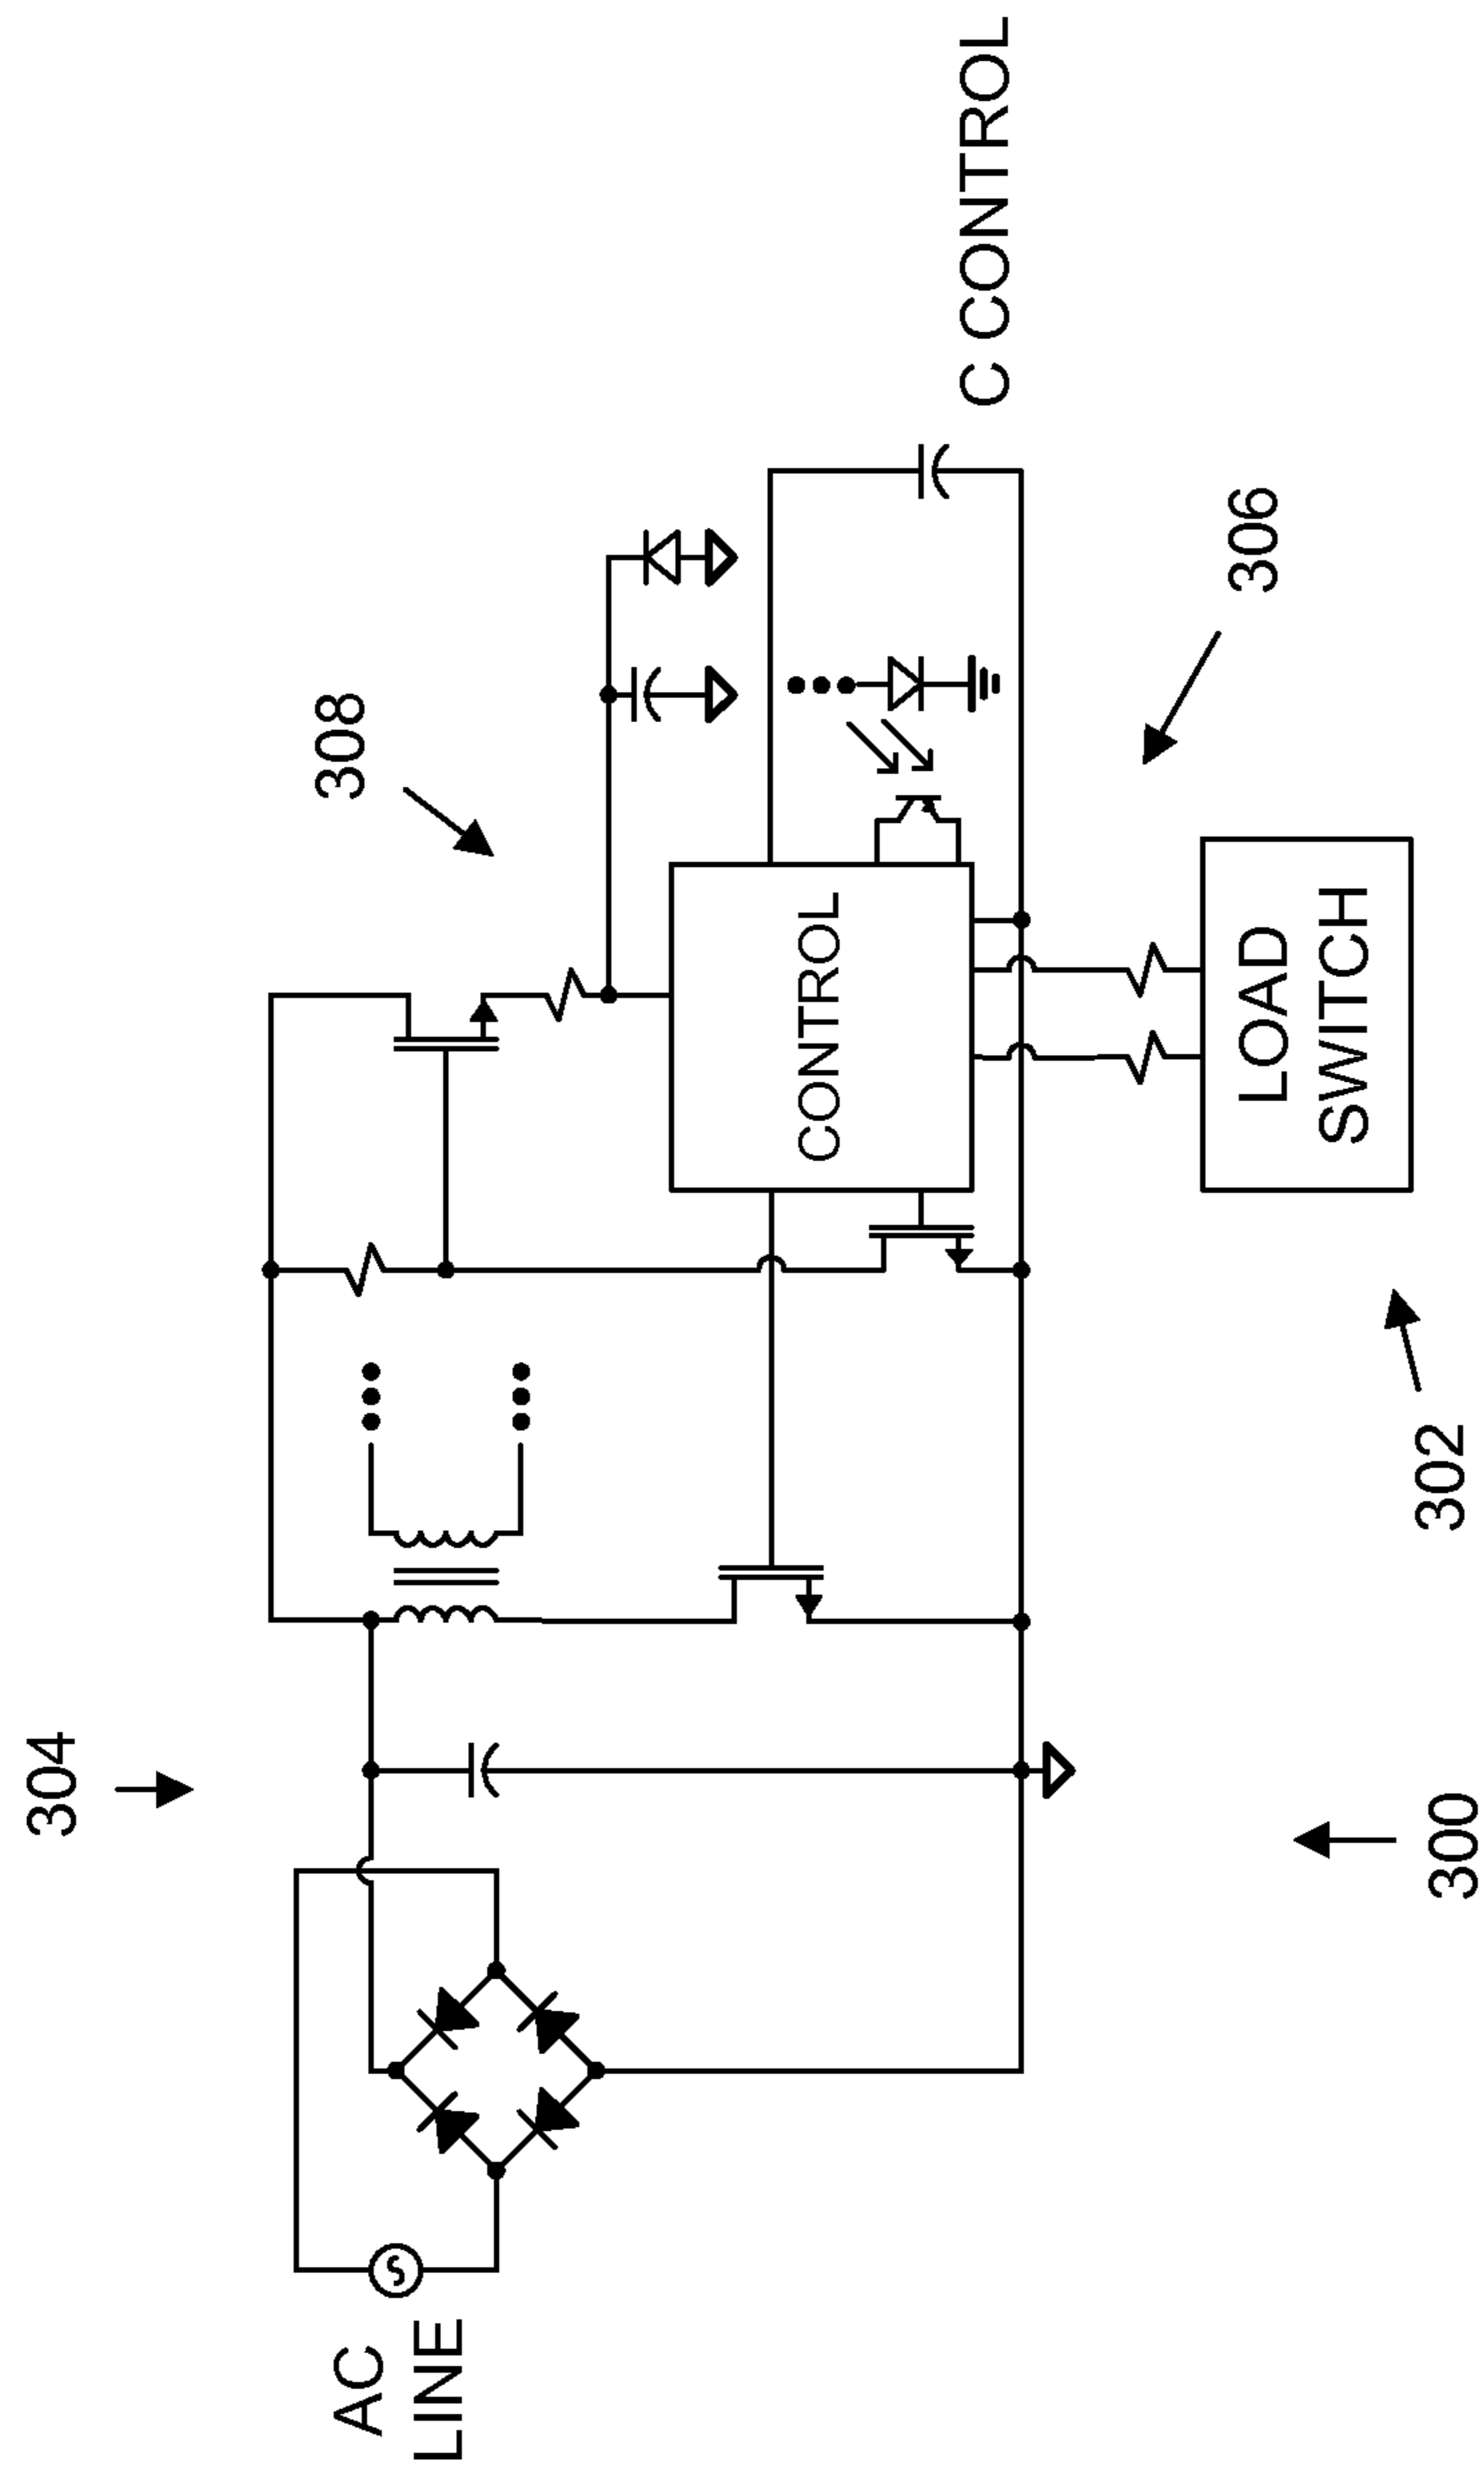 304
308
AC
LINE
CONTROL
C CONTROL
306
LOAD
SWITCH
300
302